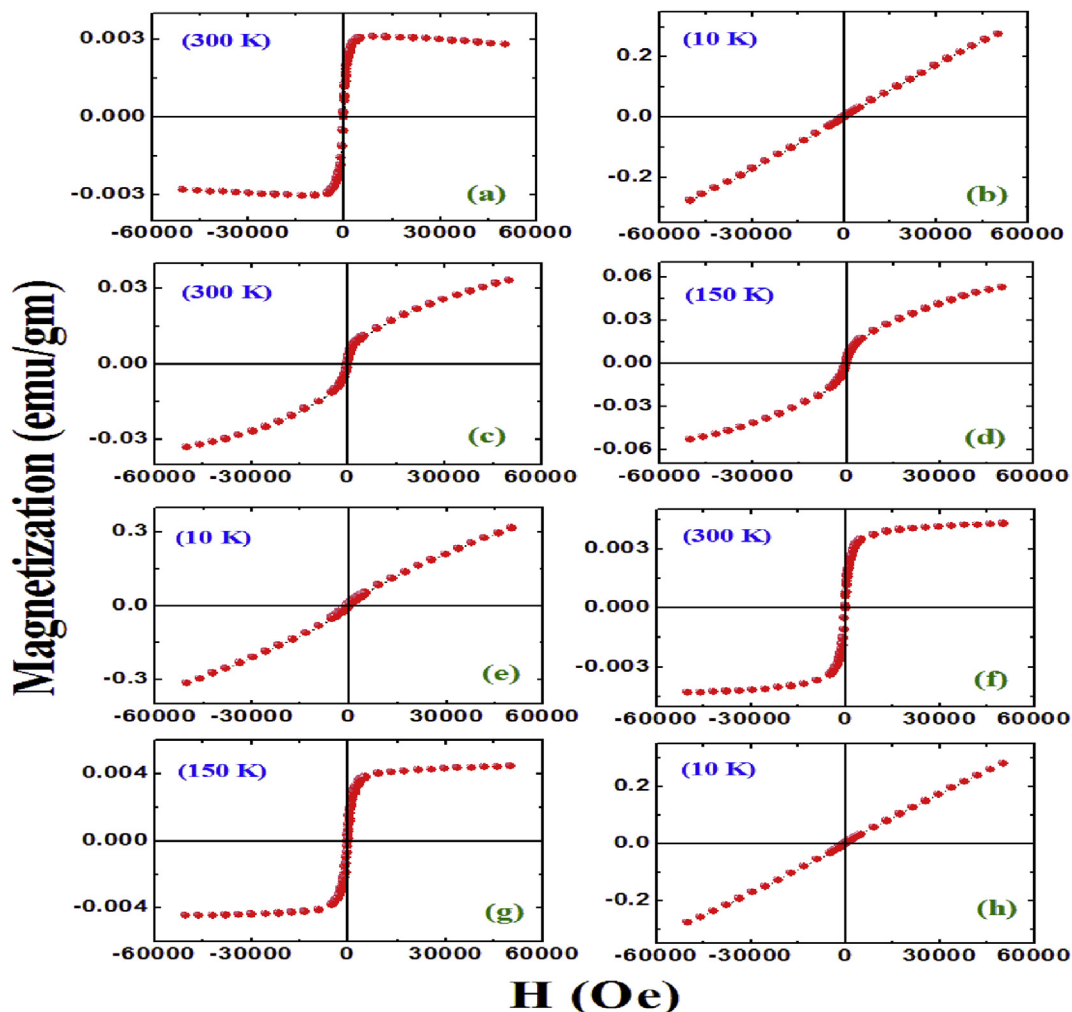 Magnetization (emu/gm)
(300 K)
0.003
0.000
-0.003
(a)
-60000 -30000 0 30000 60000
(10 K)
0.2
0.0
-0.2
(b)
-60000 -30000 0 30000 60000
(300 K)
0.03
0.00
-0.03
(c)
-60000 -30000 0 30000 60000
0.06
(150 K)
0.03
0.00
-0.03
-0.06
(d)
-60000 -30000 0 30000 60000
0.3
(10 K)
0.0
-0.3
(e)
-60000 -30000 0 30000 60000
(300 K)
0.003
0.000
-0.003
(f)
-60000 -30000 0 30000 60000
(150 K)
0.004
0.000
-0.004
(g)
-60000 -30000 0 30000 60000
(10 K)
0.2
0.0
-0.2
(h)
-60000 -30000 0 30000 60000
H (Oe)